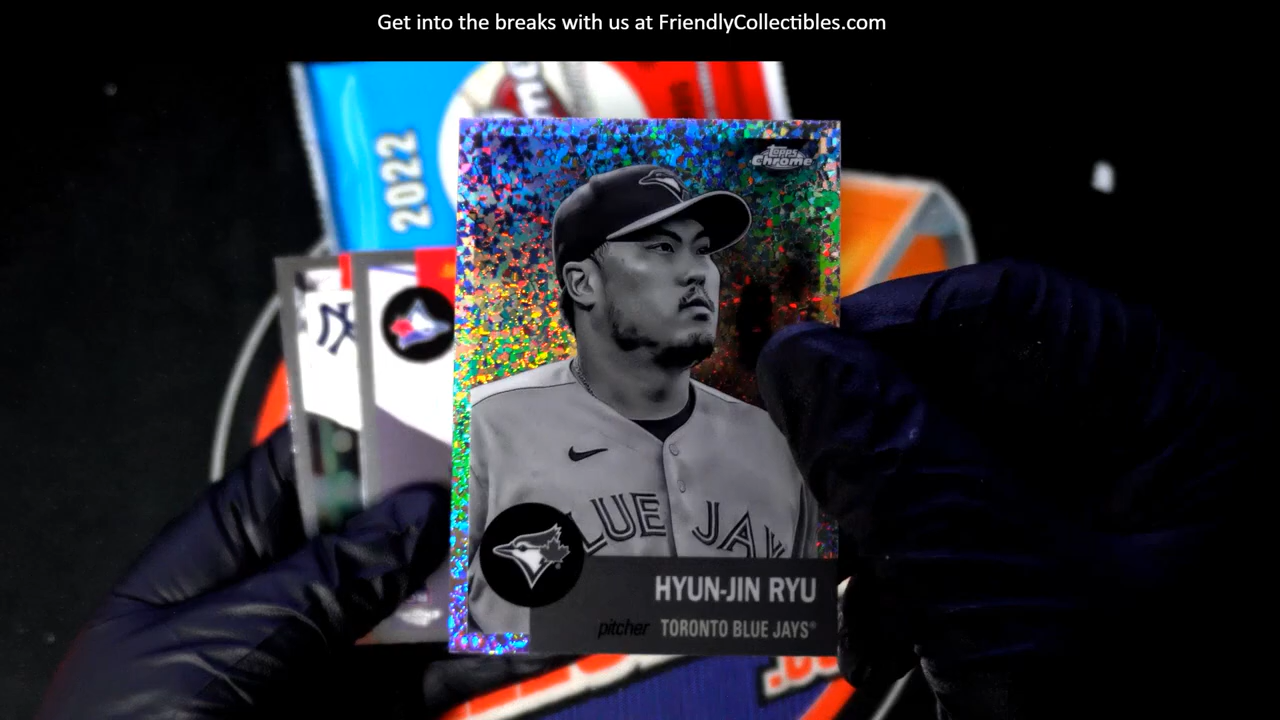 Get into the breaks with us at FriendlyCollectibles.com
2022
Topps
Chrome
BLUE JAYS
HYUN-JIN RYU
pitcher TORONTO BLUE JAYS®